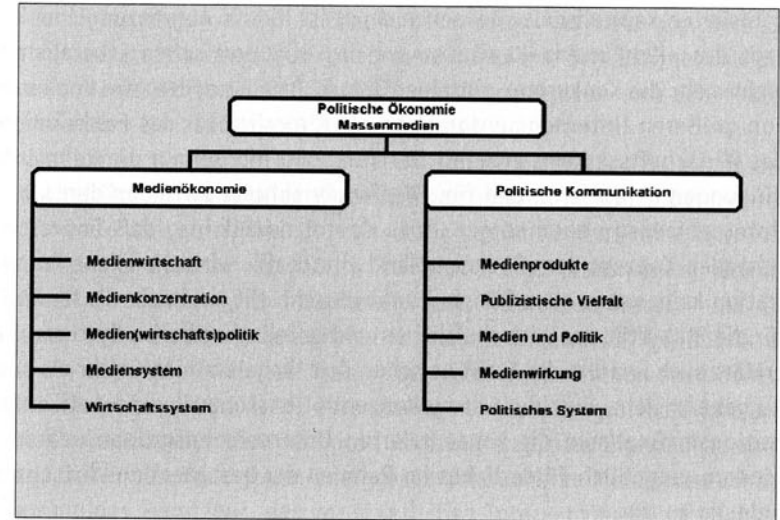 Politische Ökonomie
Massenmedien
Medienökonomie
Medienwirtschaft
Medienkonzentration
Medien(wirtschafts)politik
Mediensystem
Wirtschaftssystem
Politische Kommunikation
Medienprodukte
Publizistische Vielfalt
Medien und Politik
Medienwirkung
Politisches System